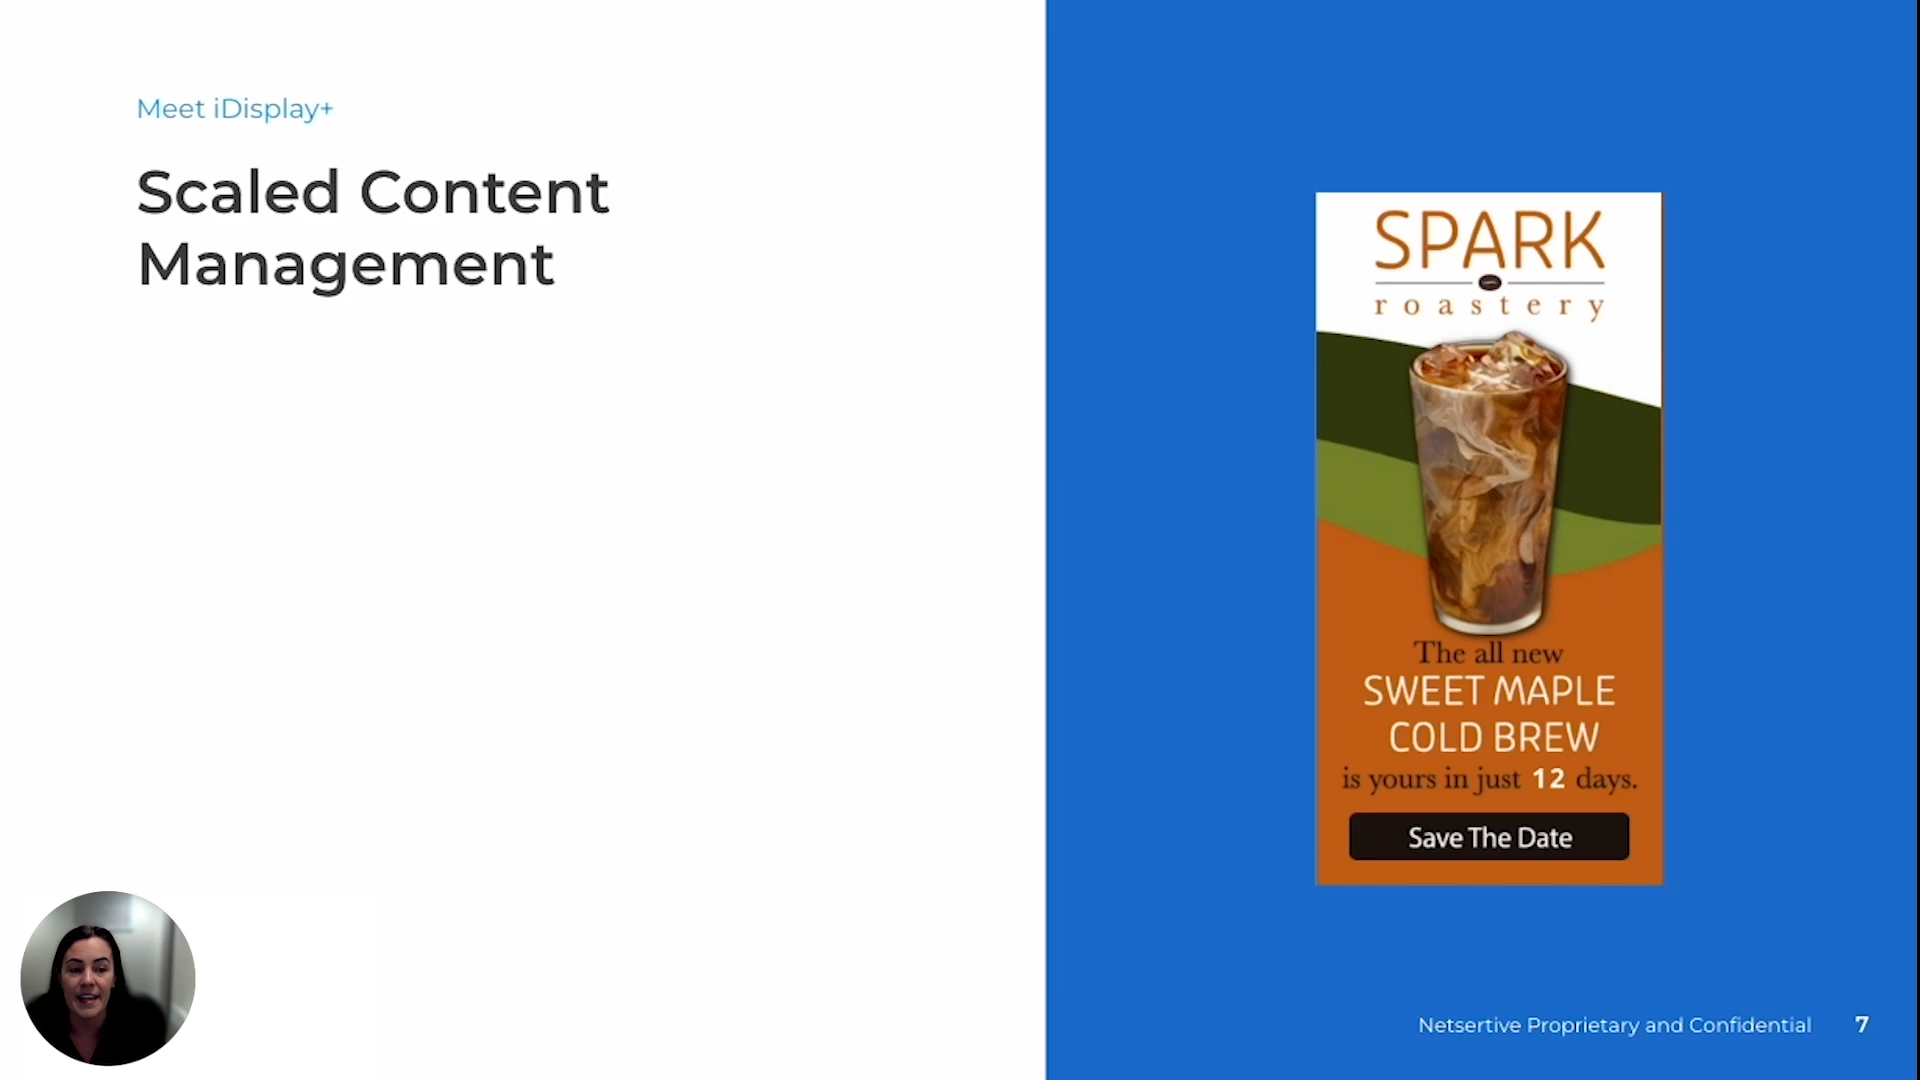 Meet iDisplay+
Scaled Content
Management
SPARK
roastery
The all new
SWEET MAPLE
COLD BREW
is yours in just 12 days.
Save The Date
Netsertive Proprietary and Confidential 7